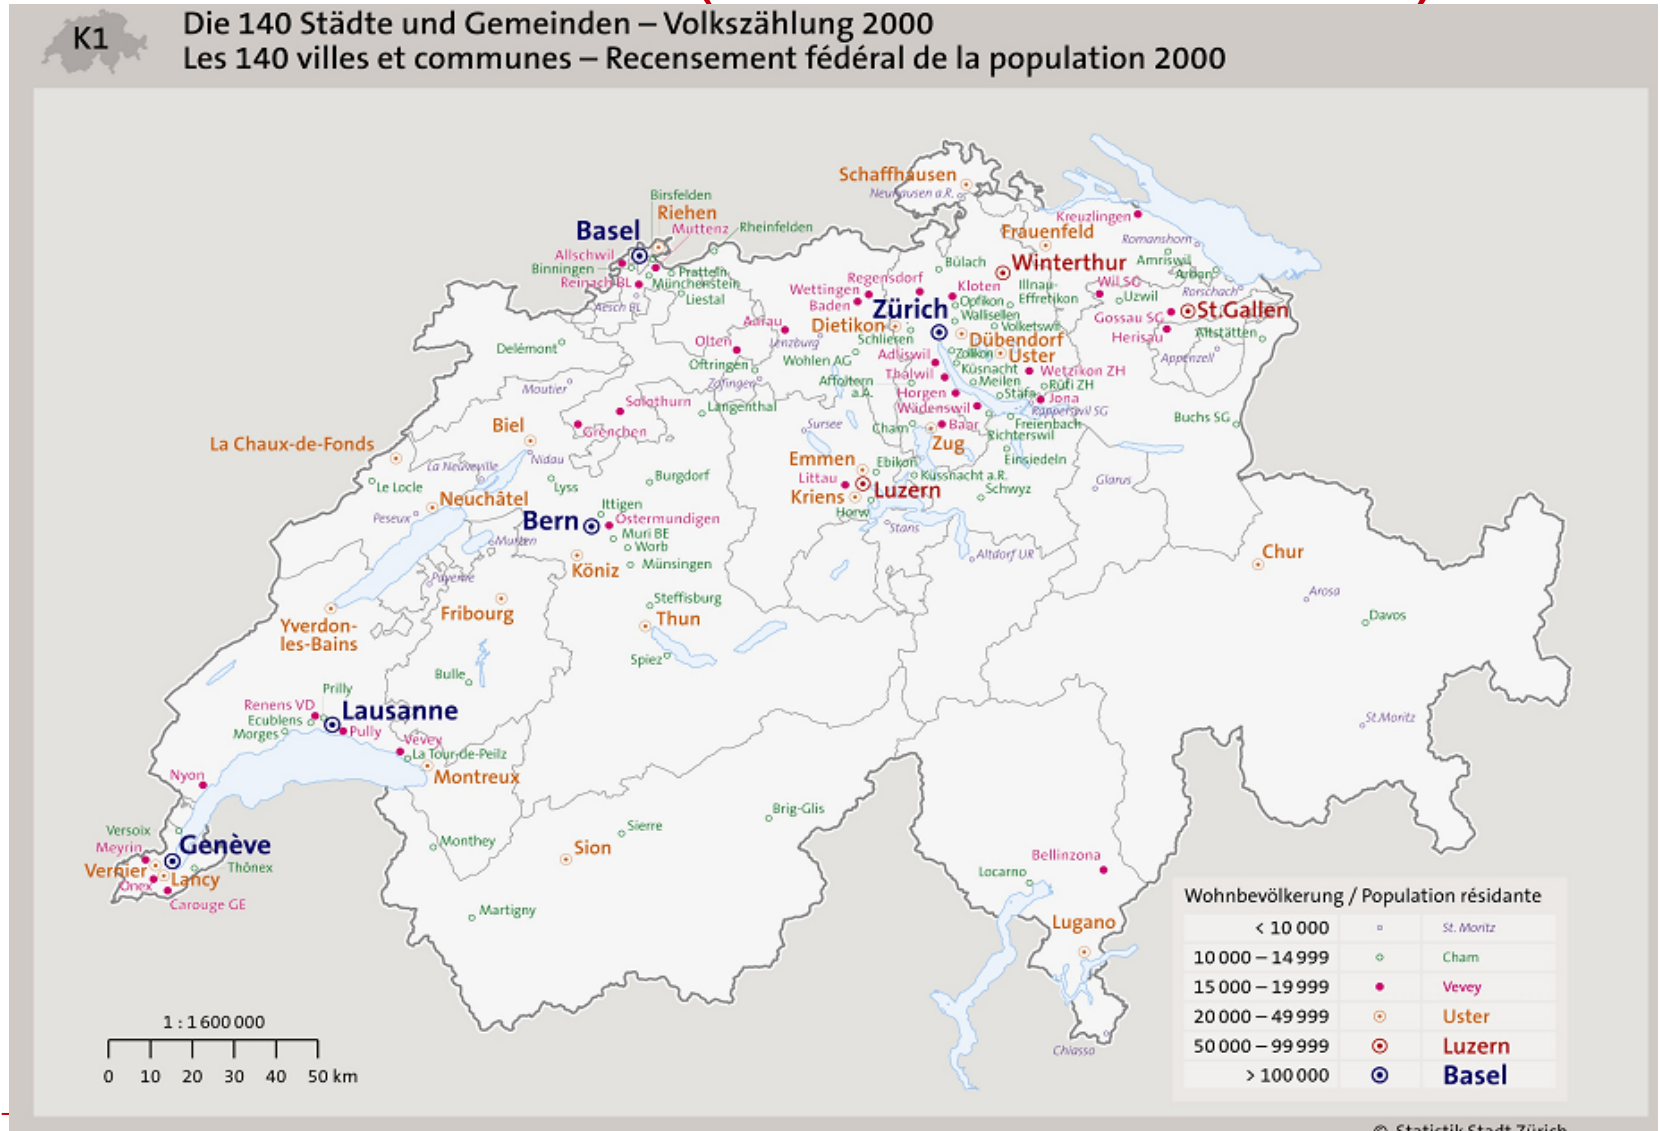 K1
Die 140 Städte und Gemeinden – Volkszählung 2000
Les 140 villes et communes – Recensement fédéral de la population 2000
Schaffhausen
Neuhausen a.R.
Birsfelden
Riehen
Muttenz
Rheinfelden
Basel
Allschwil
Binningen
Reinach BL
Pratteln
Münchenstein
Liestal
Aesch BL
Kreuzlingen
Frauenfeld
Romanshorn
Amriswil
Arbon
Rorschach
Bülach
Winterthur
Regensdorf
Wettingen
Baden
Kloten
Illnau-
Effretikon
Opfikon
Wallisellen
Volketswil
Wil SG
Uzwil
St.Gallen
Gossau SG
Herisau
Altstätten
Appenzell
Zürich
Dietikon
Schlieren
Dübendorf
Uster
Zollikon
Küsnacht
Meilen
Stäfa
Wetzikon ZH
Rüti ZH
Jona
Rapperswil SG
Aarau
Lenzburg
Olten
Oftringen
Zofingen
Wohlen AG
Adliswil
Thalwil
Affoltern
a.A.
Horgen
Wädenswil
Freienbach
Richterswil
Einsiedeln
Delémont
Moutier
Solothurn
Grenchen
Langenthal
Sursee
Cham
Baar
Zug
Buchs SG
La Chaux-de-Fonds
Biel
Nidau
La Neuveville
Le Locle
Lyss
Burgdorf
Emmen
Ebikon
Littau
Kriens
Luzern
Küssnacht a.R.
Schwyz
Glarus
Horw
Stans
Altdorf UR
Neuchâtel
Peseux
Ittigen
Bern
Ostermundigen
Muri BE
Worb
Münsingen
Köniz
Murten
Payerne
Chur
Arosa
Davos
St.Moritz
Yverdon-
les-Bains
Fribourg
Steffisburg
Thun
Spiez
Bulle
Prilly
Renens VD
Ecublens
Morges
Lausanne
Pully
Vevey
La Tour-de-Peilz
Montreux
Nyon
Versoix
Meyrin
Genève
Vernier
Onex
Lancy
Thônex
Carouge GE
Monthey
Sierre
Sion
Brig-Glis
Martigny
Bellinzona
Locarno
Lugano
Chiasso
1 : 1 600 000
0 10 20 30 40 50 km
Wohnbevölkerung / Population résidante
< 10 000 St. Moritz
10 000 – 14 999 Cham
15 000 – 19 999 Vevey
20 000 – 49 999 Uster
50 000 – 99 999 Luzern
> 100 000 Basel
© Statistik Stadt Zürich